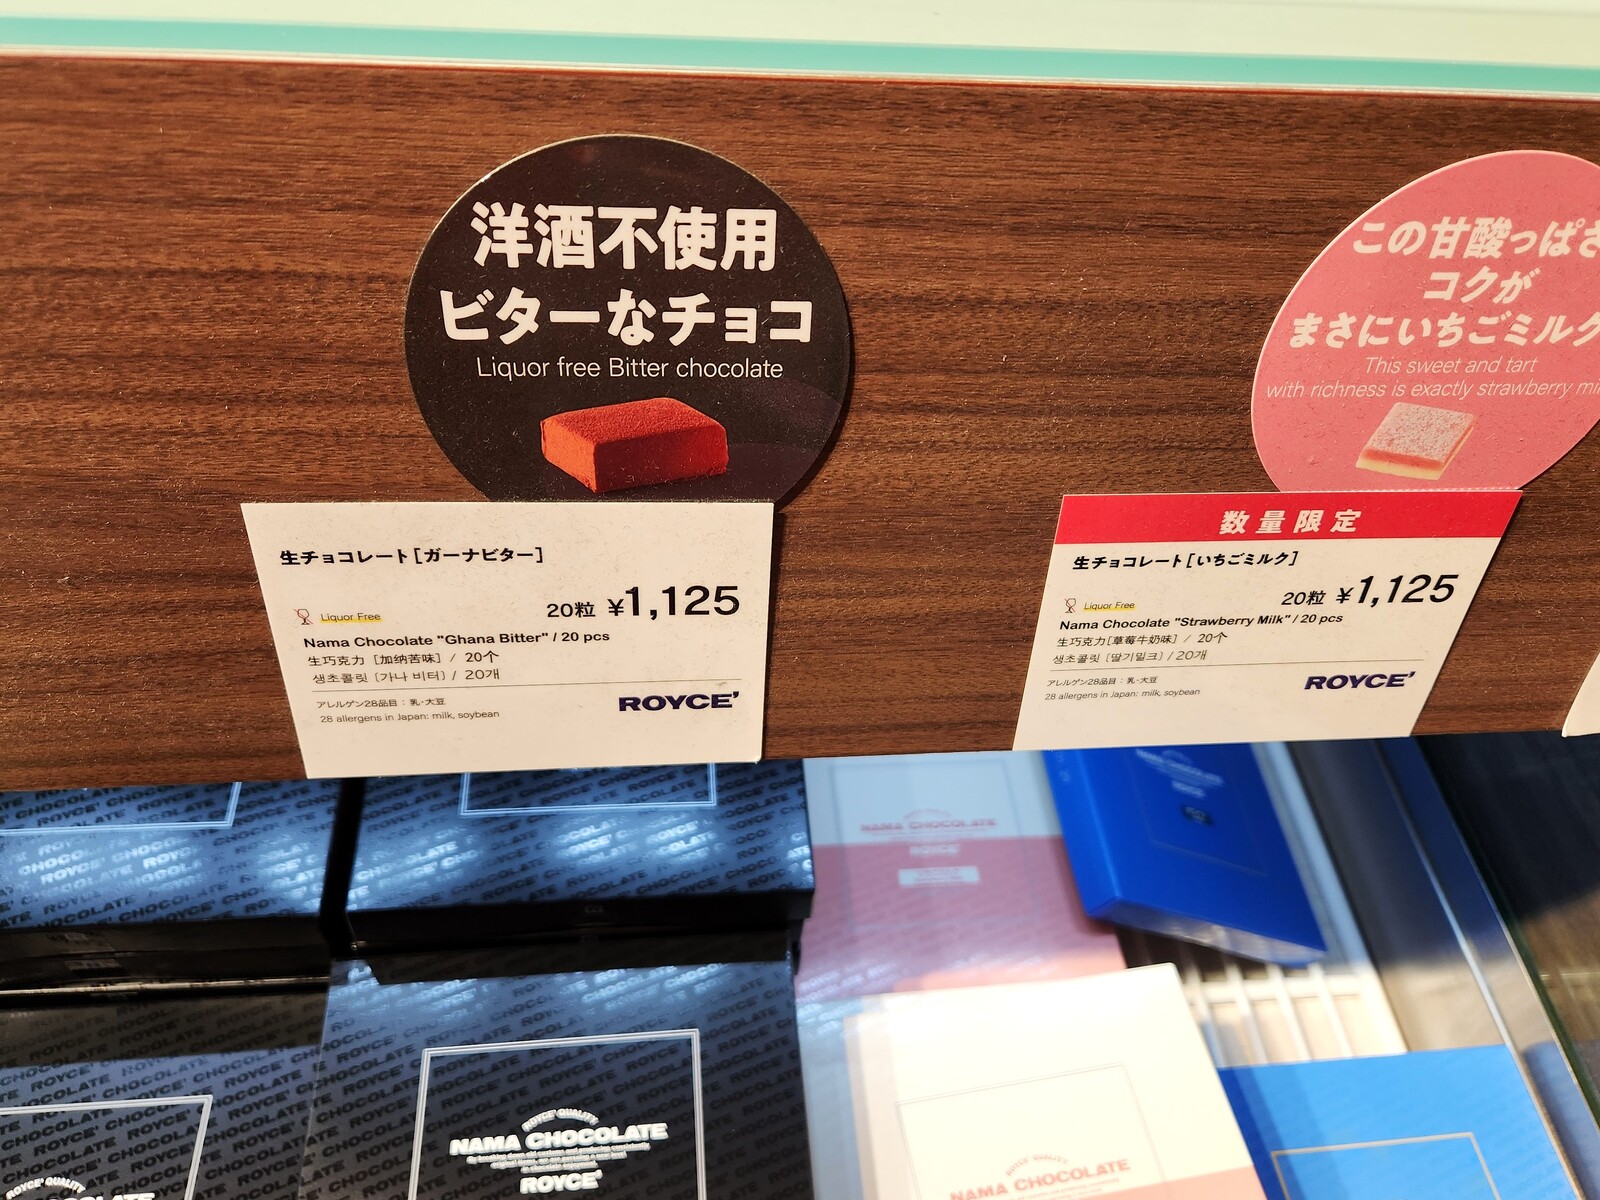 洋酒不使用
ビターなチョコ
Liquor free Bitter chocolate
生チョコレート[ガーナビター]
20粒 ¥1,125
Liquor Free
Nama Chocolate "Ghana Bitter" / 20 pcs
生巧克力 [加纳苦味] / 20个
생초콜릿 [가나 비터] / 20개
アレルゲン28品目：乳･大豆
28 allergens in Japan: milk, soybean
ROYCE'
この甘酸っぱさ
コクが
まさにいちごミルク
This sweet and tart
with richness is exactly strawberry
数量限定
生チョコレート[いちごミルク]
20粒 ¥1,125
Liquor Free
Nama Chocolate "Strawberry Milk" / 20 pcs
生巧克力[草莓牛奶味] / 20个
생초콜릿 [딸기밀크] / 20개
アレルゲン28品目：乳･大豆
28 allergens in Japan: milk, soybean
ROYCE'
NAMA CHOCOLATE
ROYCE'
NAMA CHOCOLATE
ROYCE' QUALITY
NAMA CHOCOLATE
ROYCE'
ROYCE' QUALITY
NAMA CHOCOLATE